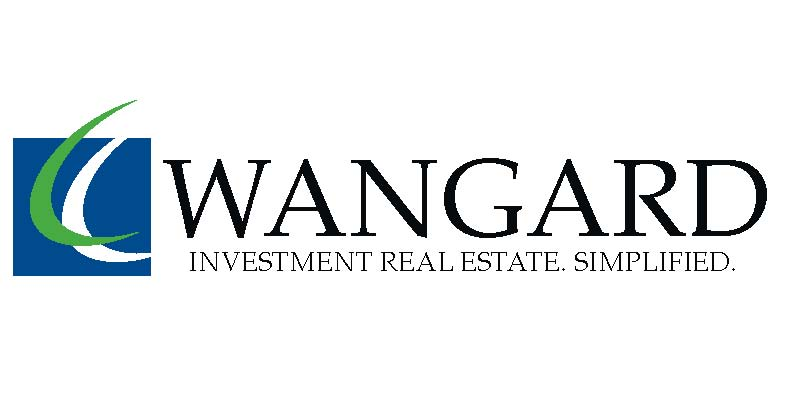 WANGARD
INVESTMENT REAL ESTATE. SIMPLIFIED.